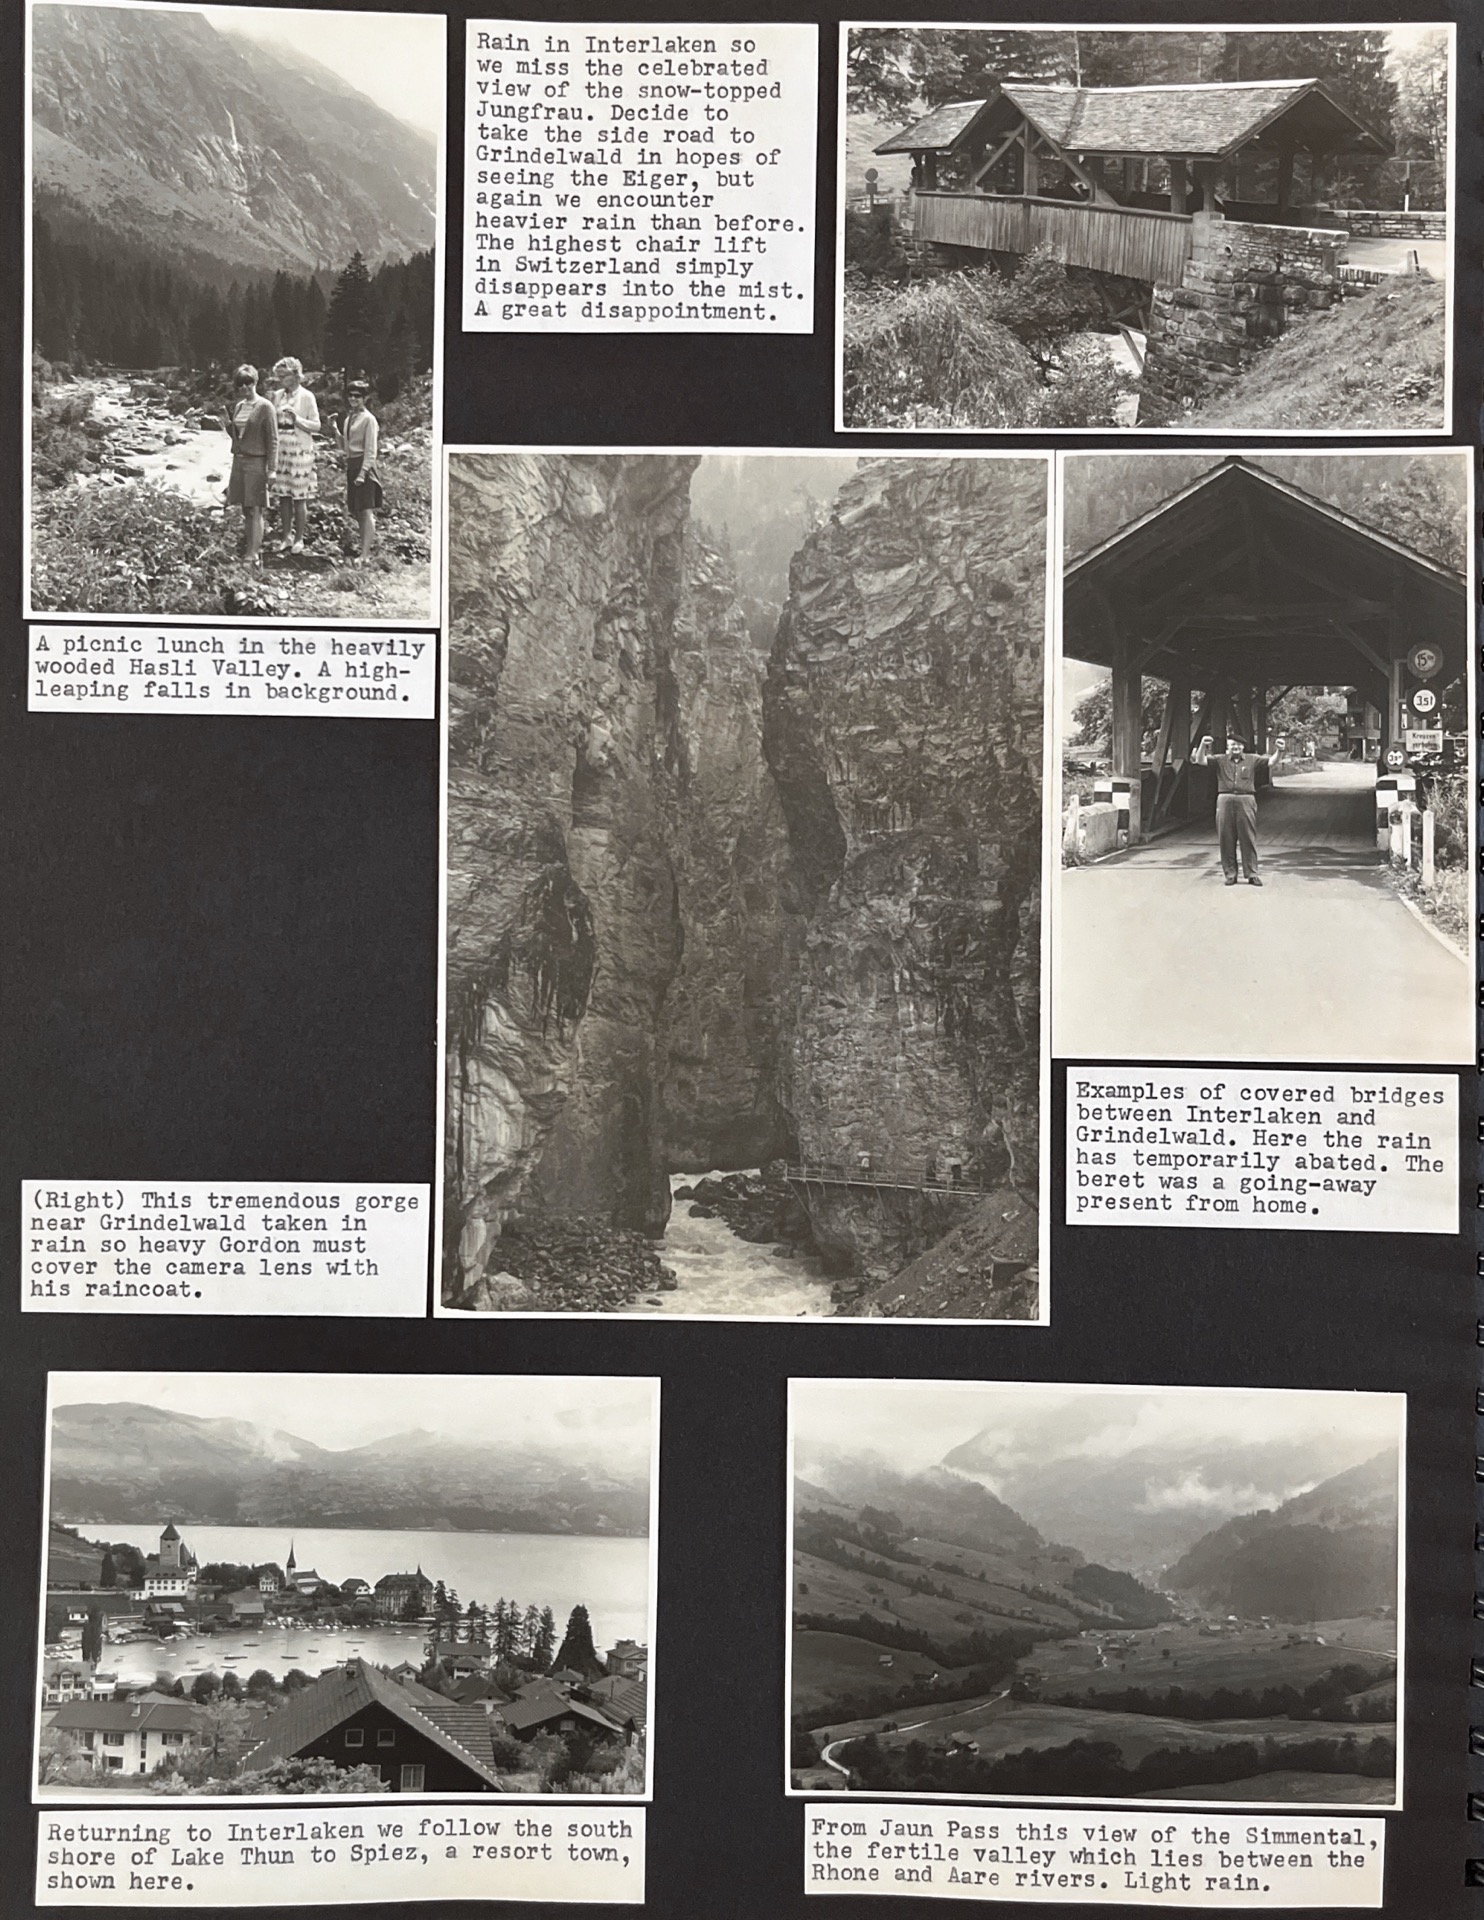 Rain in Interlaken so
we miss the celebrated
view of the snow-topped
Jungfrau. Decide to
take the side road to
Grindelwald in hopes of
seeing the Eiger, but
again we encounter
heavier rain than before.
The highest chair lift
in Switzerland simply
disappears into the mist.
A great disappointment.
A picnic lunch in the heavily
wooded Hasli Valley. A high-
leaping falls in background.
15
3.5t
Kreuzen
verboten
Examples of covered bridges
between Interlaken and
Grindelwald. Here the rain
has temporarily abated. The
beret was a going-away
present from home.
(Right) This tremendous gorge
near Grindelwald taken in
rain so heavy Gordon must
cover the camera lens with
his raincoat.
Returning to Interlaken we follow the south
shore of Lake Thun to Spiez, a resort town,
shown here.
From Jaun Pass this view of the Simmental,
the fertile valley which lies between the
Rhone and Aare rivers. Light rain.